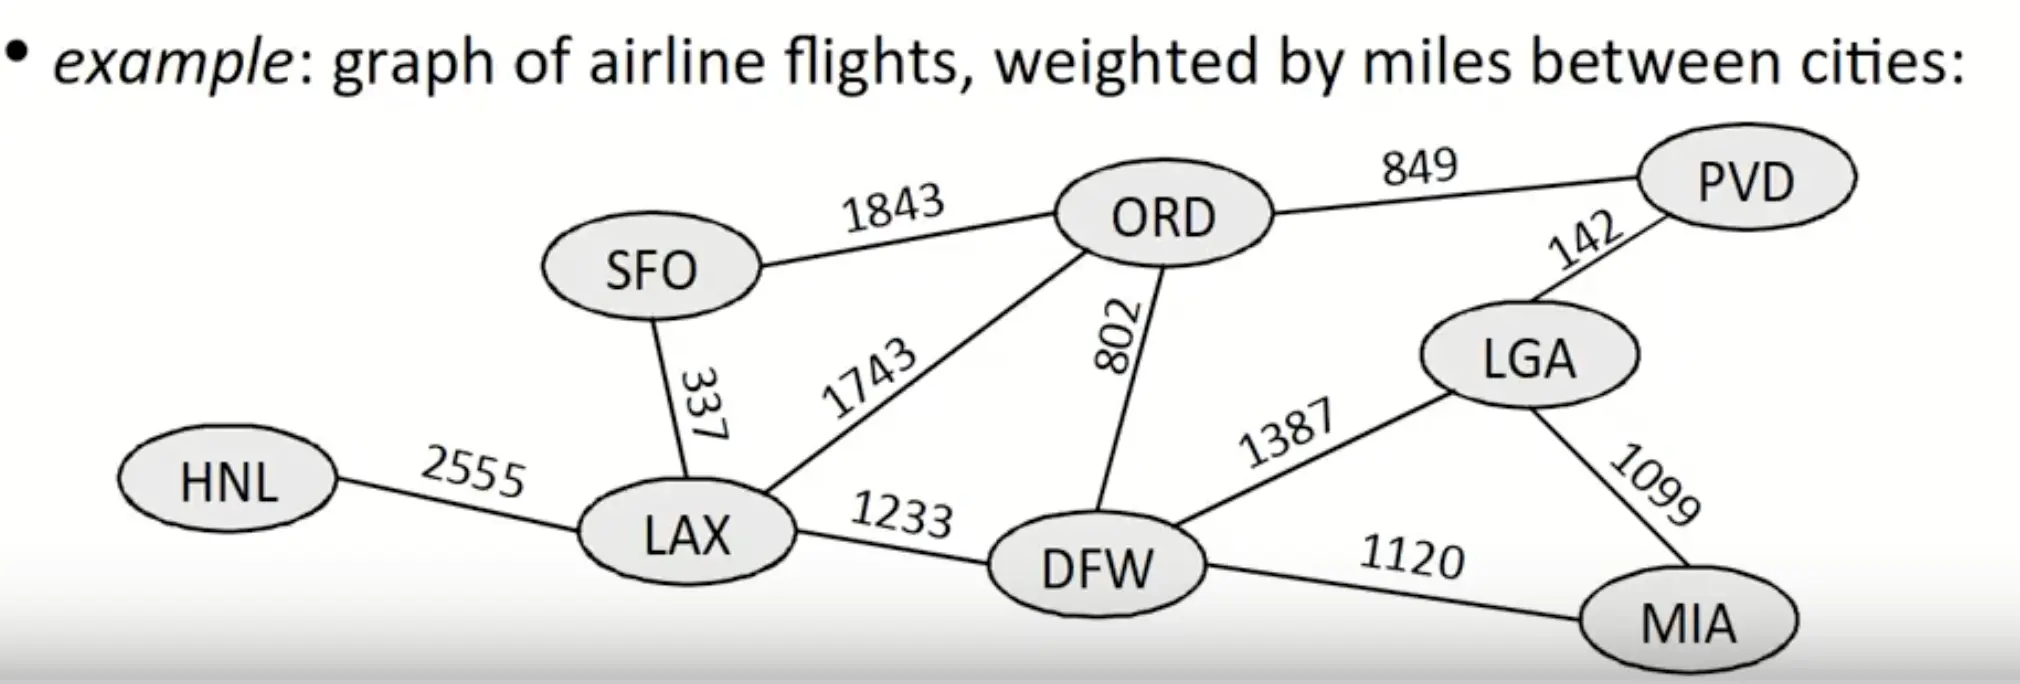 • example: graph of airline flights, weighted by miles between cities:
849
PVD
1843
ORD
142
SFO
802
LGA
337
1743
1387
HNL
2555
LAX
1233
1099
DFW
1120
MIA